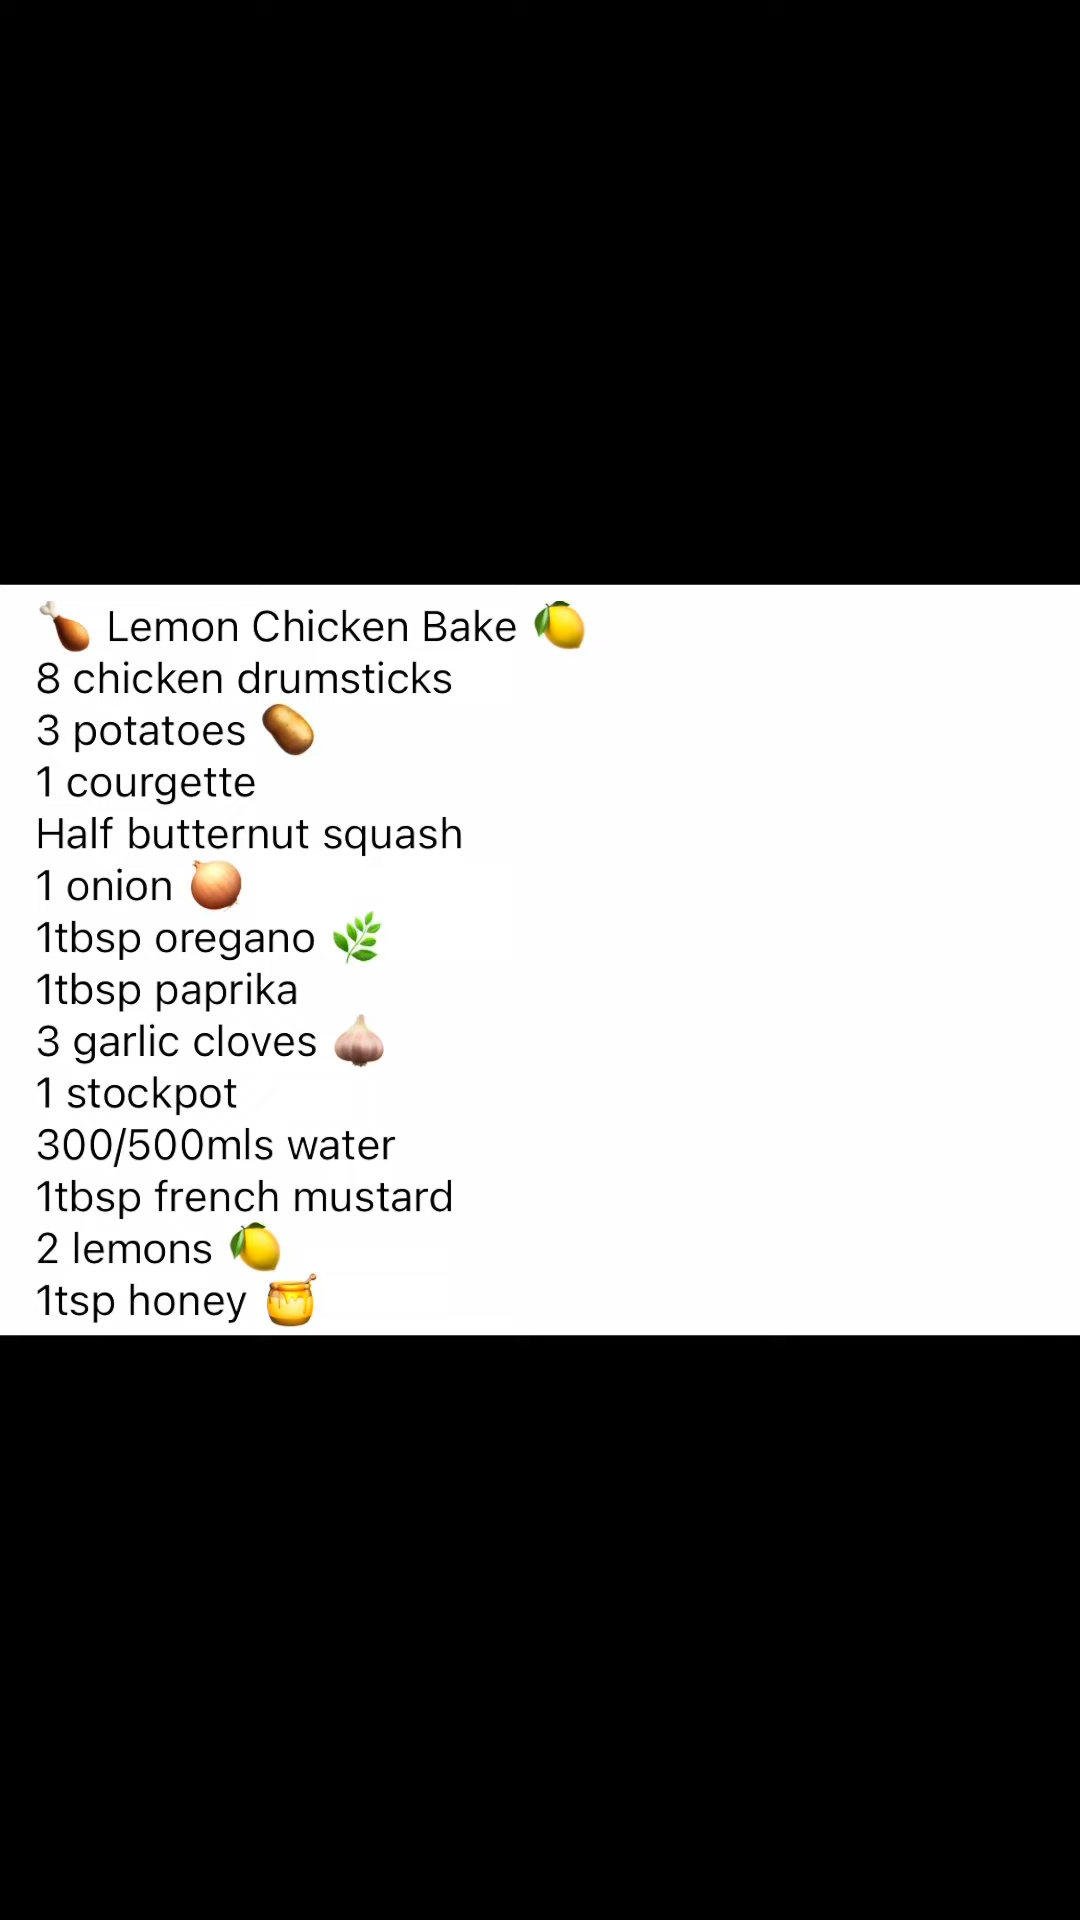 🍗 Lemon Chicken Bake 🍋
8 chicken drumsticks
3 potatoes 🥔
1 courgette
Half butternut squash
1 onion 🧅
1tbsp oregano 🌿
1tbsp paprika
3 garlic cloves 🧄
1 stockpot
300/500mls water
1tbsp french mustard
2 lemons 🍋
1tsp honey 🍯